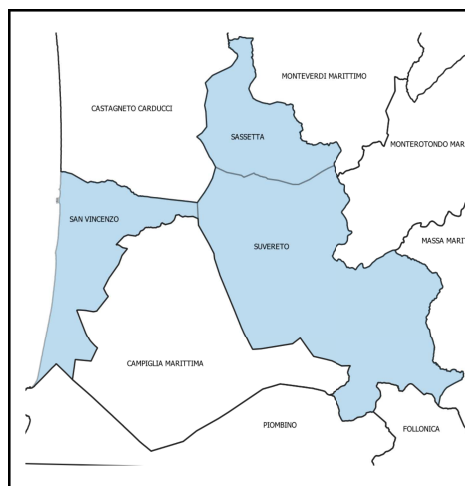 MONTEVERDI MARITTIMO
CASTAGNETO CARDUCCI
SASSETTA
MONTEROTONDO MAR
SAN VINCENZO
SUVERETO
MASSA MARIT
CAMPIGLIA MARITTIMA
PIOMBINO
FOLLONICA